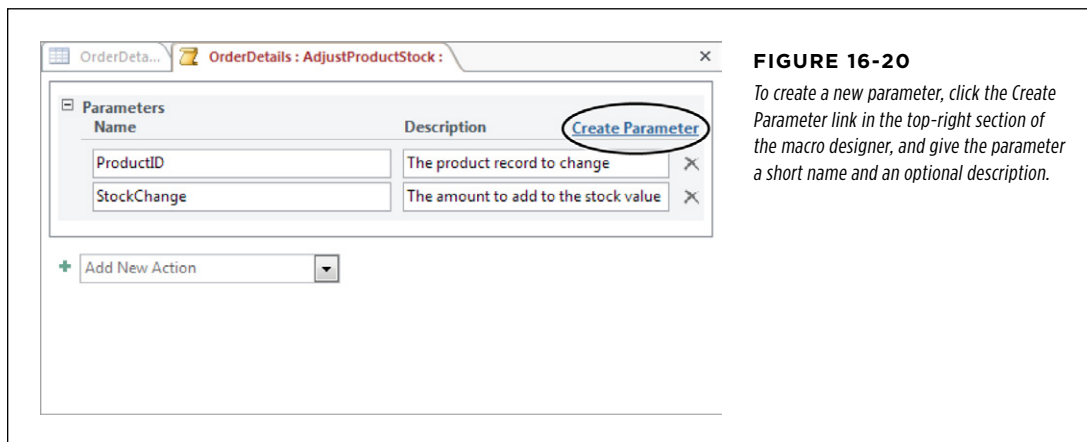 OrderDeta...
OrderDetails : AdjustProductStock :
Parameters
Name Description Create Parameter
ProductID The product record to change
StockChange The amount to add to the stock value
Add New Action
FIGURE 16-20
To create a new parameter, click the Create
Parameter link in the top-right section of
the macro designer, and give the parameter
a short name and an optional description.